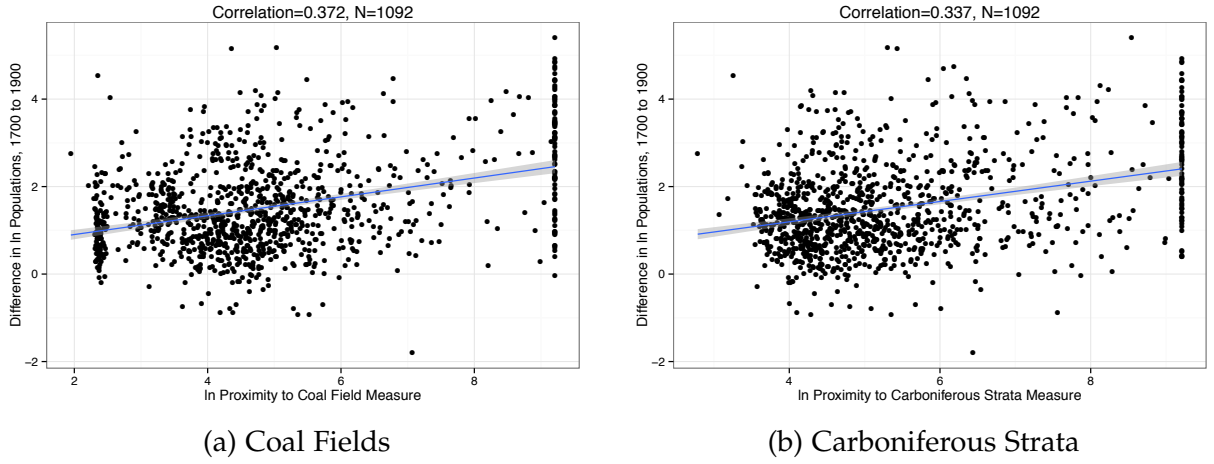 Correlation=0.372, N=1092
Difference in ln Populations, 1700 to 1900
4
2
0
−2
2
4
6
8
ln Proximity to Coal Field Measure
(a) Coal Fields
Correlation=0.337, N=1092
Difference in ln Populations, 1700 to 1900
4
2
0
−2
4
6
8
ln Proximity to Carboniferous Strata Measure
(b) Carboniferous Strata